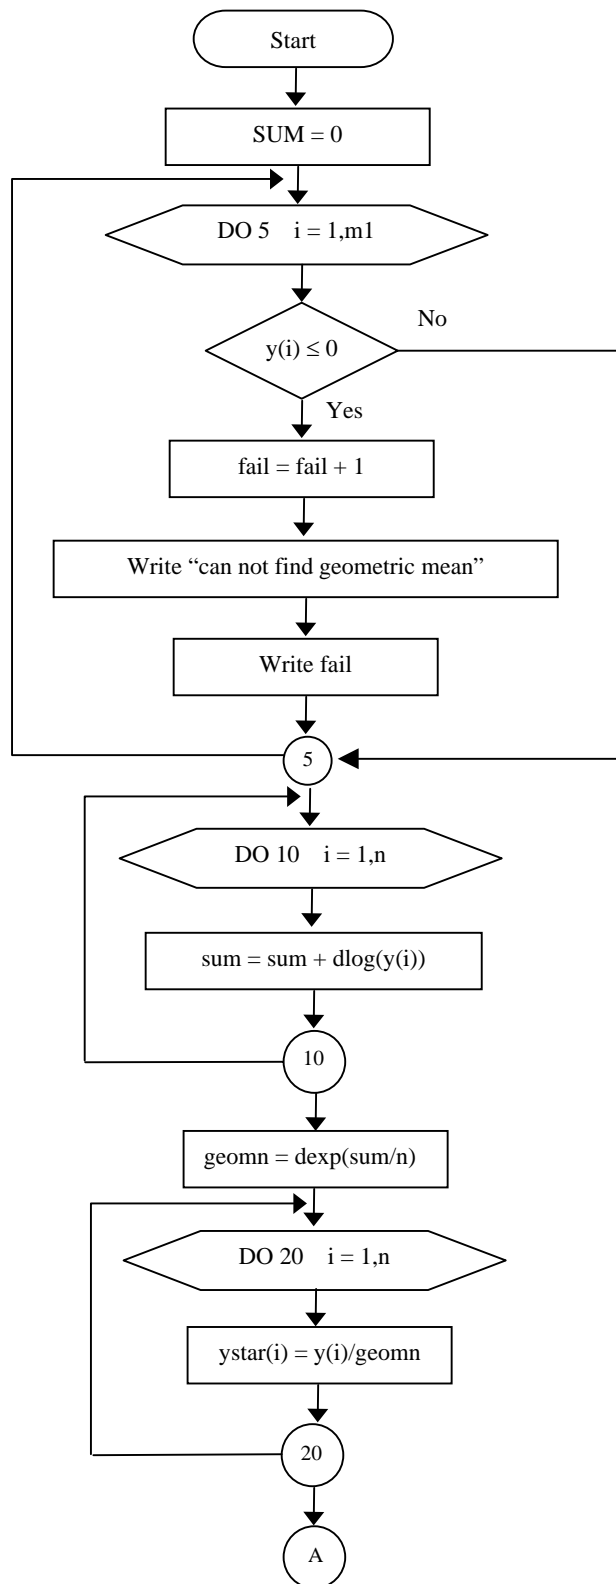 Start
SUM = 0
DO 5 i = 1,m1
No
y(i) ≤ 0
Yes
fail = fail + 1
Write “can not find geometric mean”
Write fail
5
DO 10 i = 1,n
sum = sum + dlog(y(i))
10
geomn = dexp(sum/n)
DO 20 i = 1,n
ystar(i) = y(i)/geomn
20
A